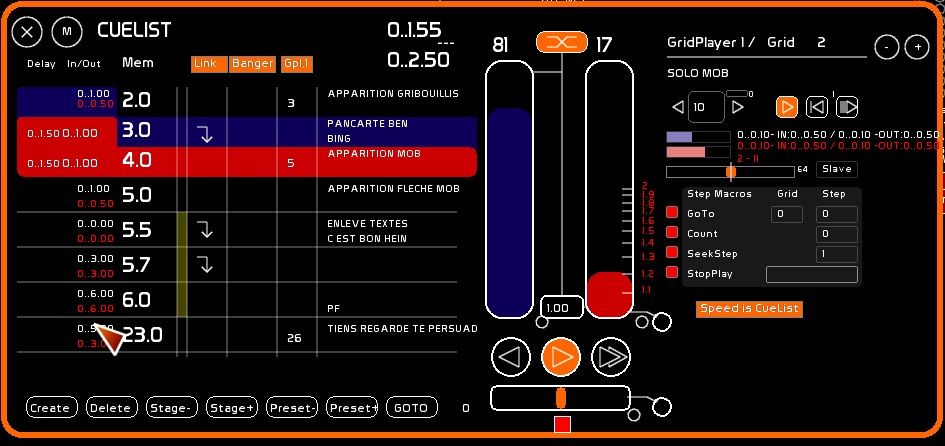 M CUELIST 0..1.55
---
0..2.50
Delay In/Out Mem Link Banger Gpl.1
0..1.00 2.0 3 APPARITION GRIBOUILLIS
0..0.50
0..1.50 0..1.00 3.0 PANCARTE BEN
BING
0..1.50 0..1.00 4.0 5 APPARITION MOB
0..1.00 5.0 APPARITION FLECHE MOB
0..0.50
0..0.00 5.5 ENLEVE TEXTES
0..0.00 C EST BON HEIN
0..3.00 5.7
0..3.00
0..6.00 6.0
0..6.00 PF
23.0 26 TIENS REGARDE TE PERSUAD
Create Delete Stage- Stage+ Preset- Preset+ GOTO 0
81 17
2
1.9
1.8
1.7
1.6
1.5
1.4
1.3
1.2
1.1
1.00
GridPlayer 1 / Grid 2 - +
SOLO MOB
10 0 1
0..0.10- IN:0..0.50 / 0..0.10 -OUT:0..0.50
0..0.10- IN:0..0.50 / 0..0.10 -OUT:0..0.50
2 - 11
64 Slave
Step Macros Grid Step
GoTo 0 0
Count 0
SeekStep 1
StopPlay
Speed is CueList